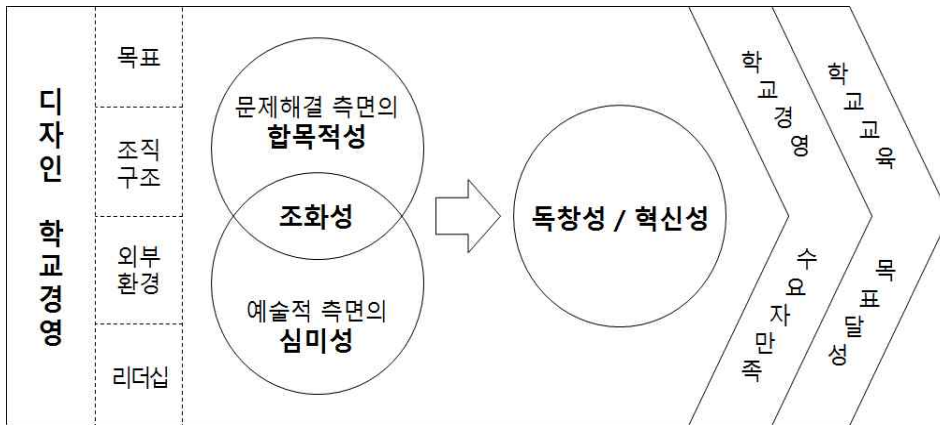 디자인 학교경영
목표
조직
구조
외부
환경
리더십
문제해결 측면의
합목적성
조화성
예술적 측면의
심미성
독창성 / 혁신성
학교경영
수요자만족
학교교육
목표달성